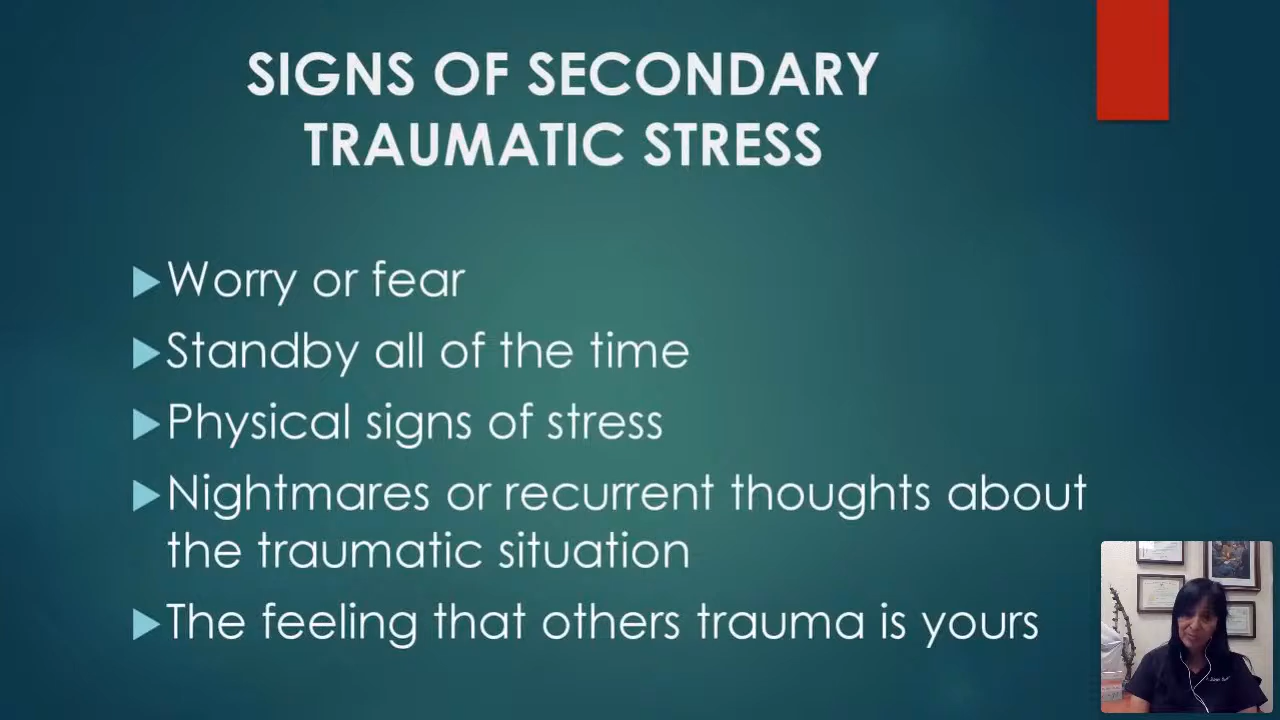 SIGNS OF SECONDARY
TRAUMATIC STRESS
Worry or fear
Standby all of the time
Physical signs of stress
Nightmares or recurrent thoughts about
the traumatic situation
The feeling that others trauma is yours